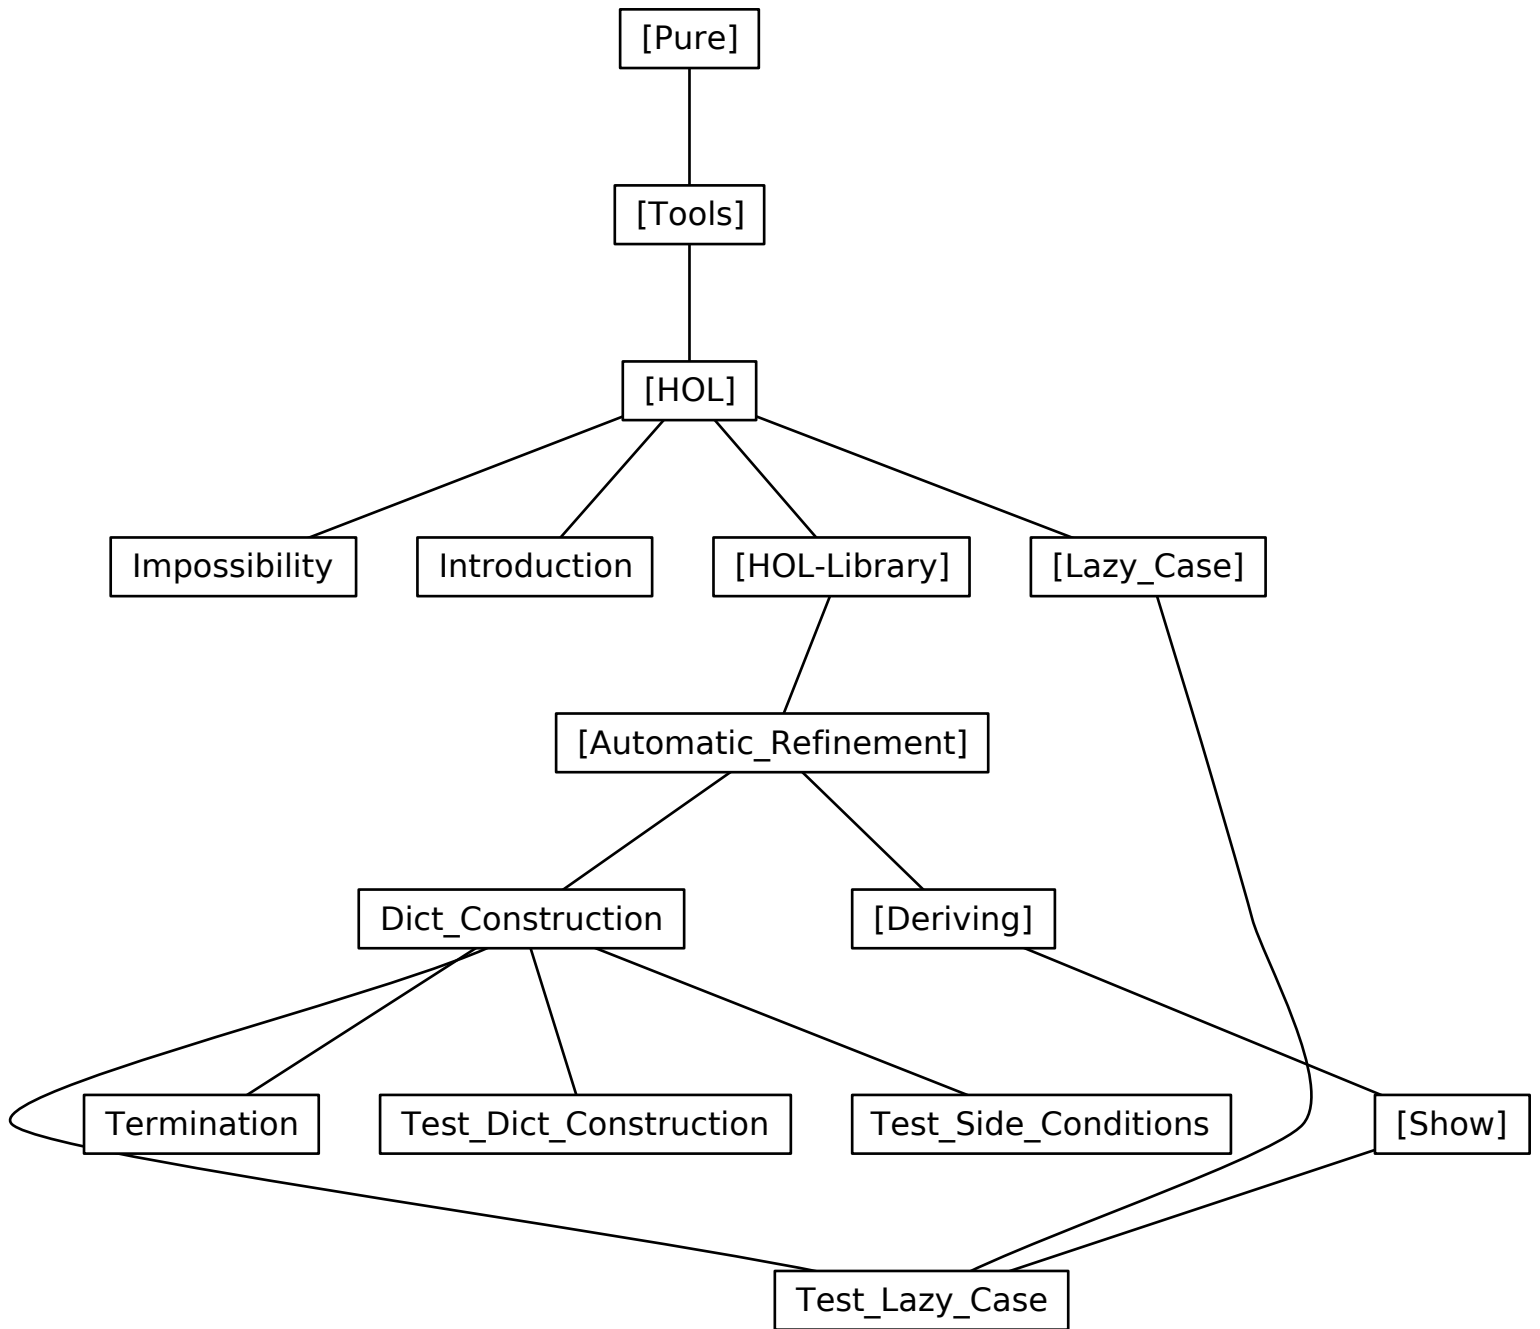 [Pure]
[Tools]
[HOL]
Impossibility
Introduction
[HOL-Library]
[Lazy_Case]
[Automatic_Refinement]
Dict_Construction
[Deriving]
Termination
Test_Dict_Construction
Test_Side_Conditions
[Show]
Test_Lazy_Case